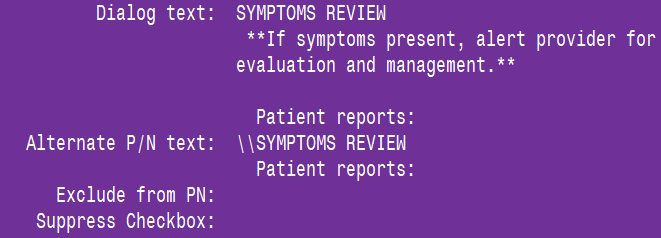 Dialog text: SYMPTOMS REVIEW
**If symptoms present, alert provider for
evaluation and management.**
Patient reports:
Alternate P/N text: \\SYMPTOMS REVIEW
Patient reports:
Exclude from PN:
Suppress Checkbox: